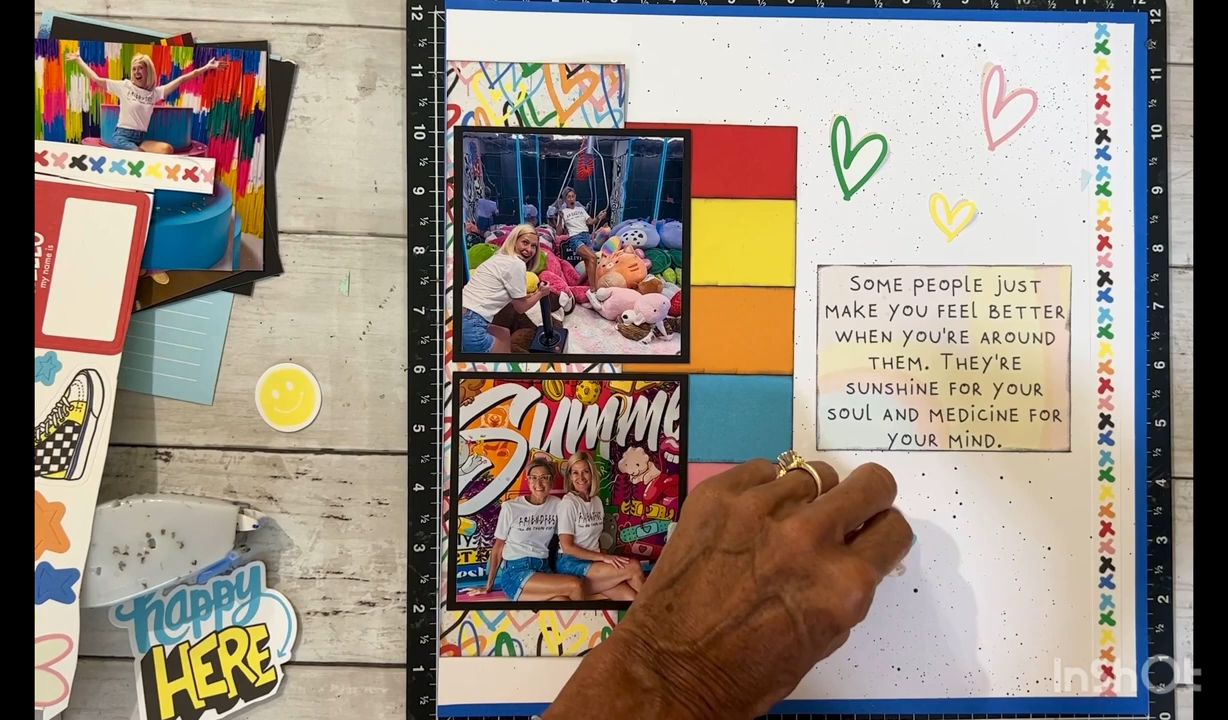 my name is
happy
HERE
Summe
FRIENDFEST
SOME PEOPLE JUST
MAKE YOU FEEL BETTER
WHEN YOU'RE AROUND
THEM. THEY'RE
SUNSHINE FOR YOUR
SOUL AND MEDICINE FOR
YOUR MIND.
InShOt